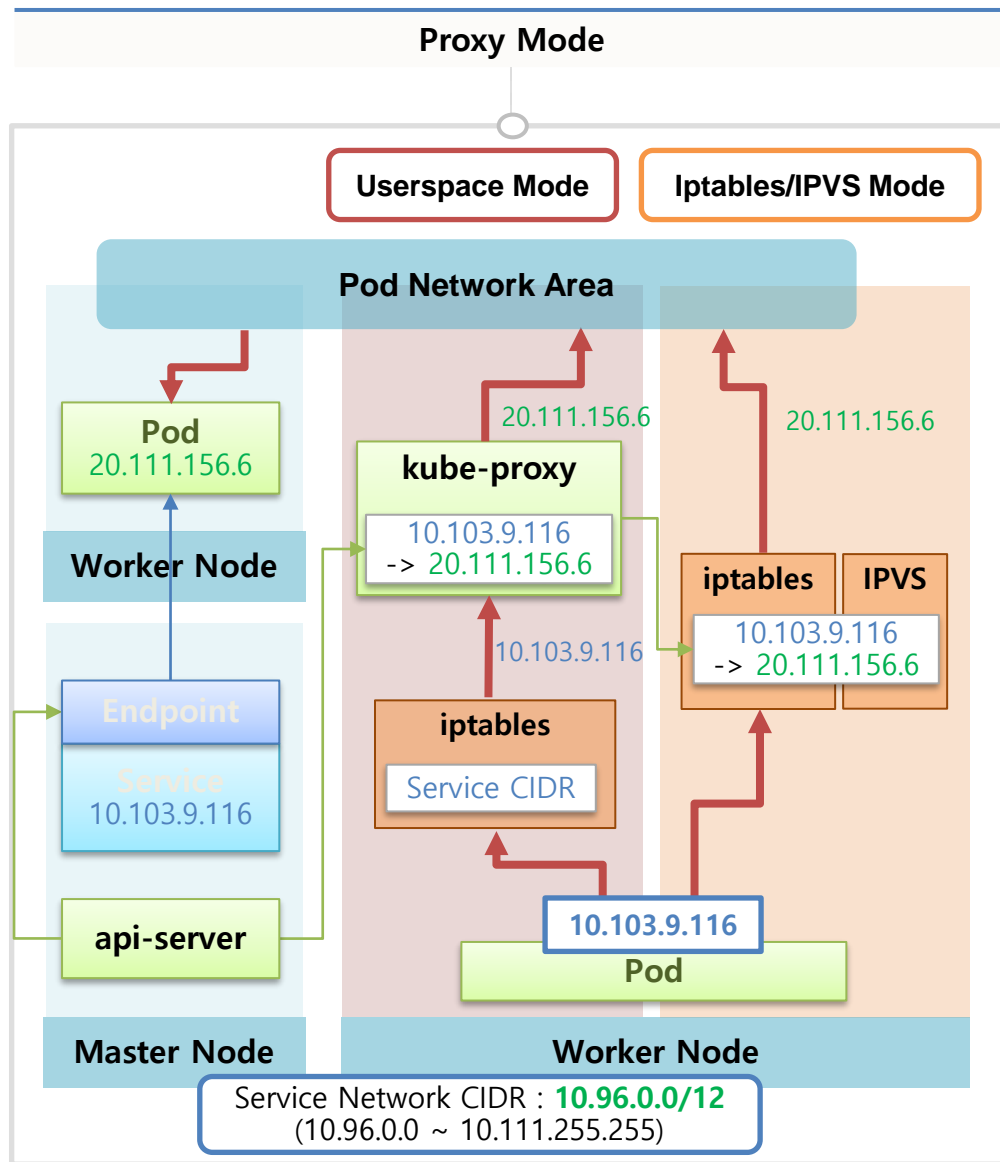 Proxy Mode
Userspace Mode
Iptables/IPVS Mode
Pod Network Area
Pod
20.111.156.6
Worker Node
Endpoint
Service
10.103.9.116
api-server
Master Node
20.111.156.6
kube-proxy
10.103.9.116
-> 20.111.156.6
10.103.9.116
iptables
Service CIDR
20.111.156.6
iptables
IPVS
10.103.9.116
-> 20.111.156.6
10.103.9.116
Pod
Worker Node
Service Network CIDR : 10.96.0.0/12
(10.96.0.0 ~ 10.111.255.255)